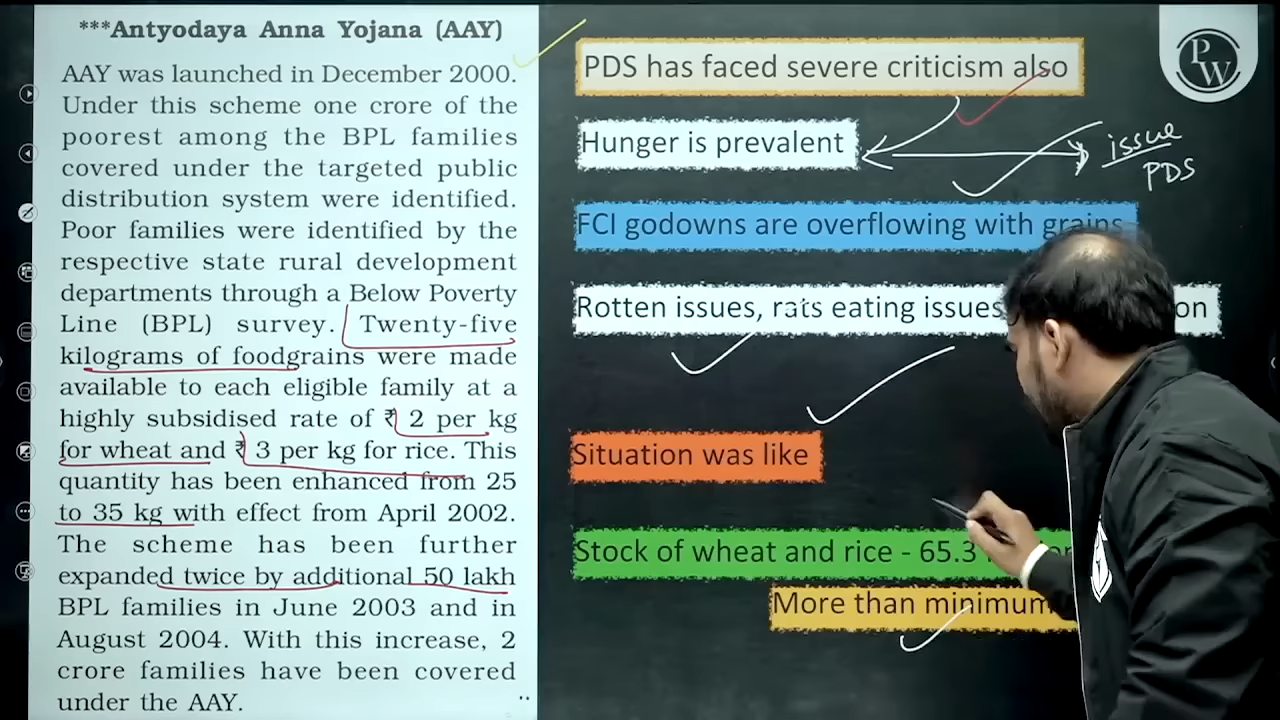 ***Antyodaya Anna Yojana (AAY)
AAY was launched in December 2000.
Under this scheme one crore of the
poorest among the BPL families
covered under the targeted public
distribution system were identified.
Poor families were identified by the
respective state rural development
departments through a Below Poverty
Line (BPL) survey. Twenty-five
kilograms of foodgrains were made
available to each eligible family at a
highly subsidised rate of ₹ 2 per kg
for wheat and ₹ 3 per kg for rice. This
quantity has been enhanced from 25
to 35 kg with effect from April 2002.
The scheme has been further
expanded twice by additional 50 lakh
BPL families in June 2003 and in
August 2004. With this increase, 2
crore families have been covered
under the AAY.
PDS has faced severe criticism also
Hunger is prevalent
issue
PDS
FCI godowns are overflowing with grains
Rotten issues, rats eating issues
Situation was like
Stock of wheat and rice - 65.3
More than minimum
PW